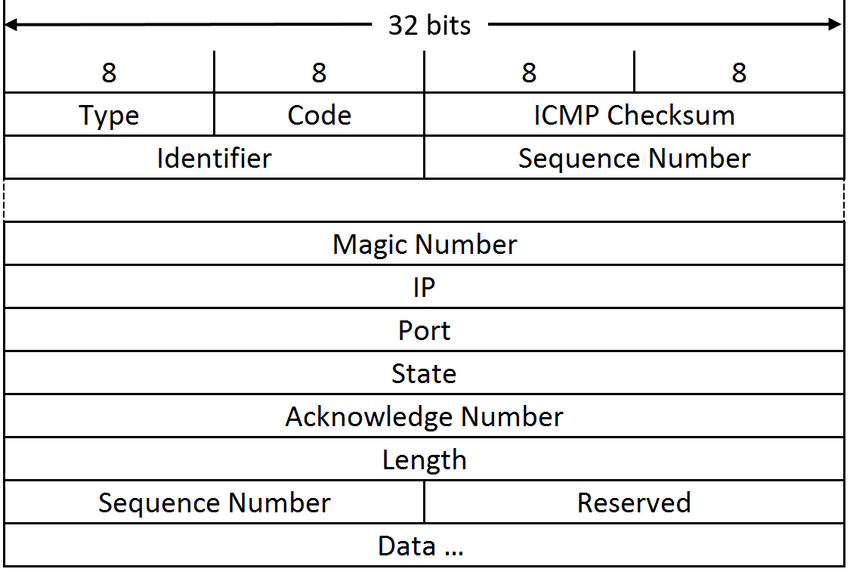 32 bits
8 8 8 8
Type Code ICMP Checksum
Identifier Sequence Number
Magic Number
IP
Port
State
Acknowledge Number
Length
Sequence Number Reserved
Data ...